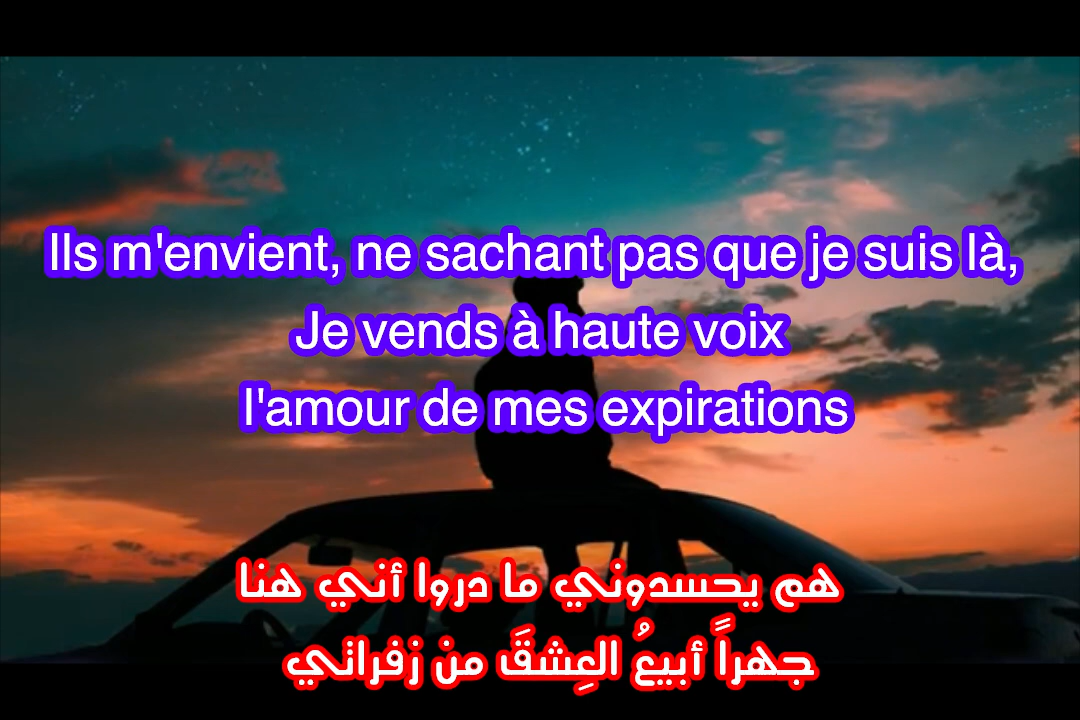 Ils m'envient, ne sachant pas que je suis là,
Je vends à haute voix
l'amour de mes expirations
هم يحسدوني ما دروا أني هنا
جهراً أبيعُ العِشقَ من زفراتي